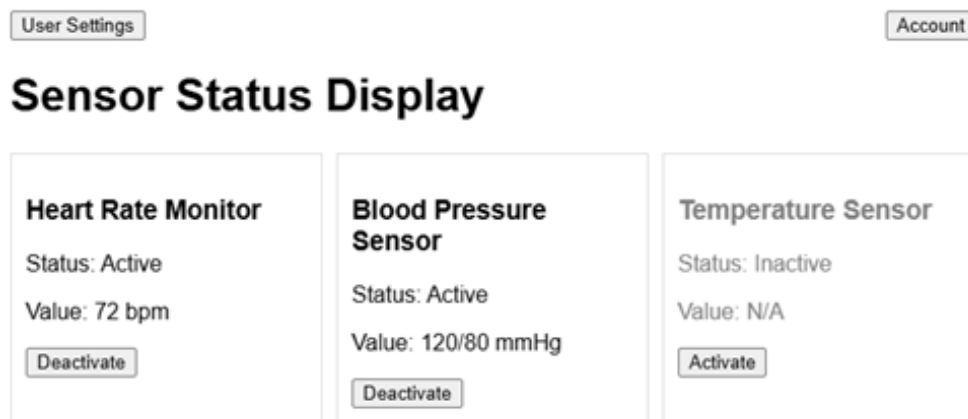 User Settings
Account
Sensor Status Display
Heart Rate Monitor
Status: Active
Value: 72 bpm
Deactivate
Blood Pressure
Sensor
Status: Active
Value: 120/80 mmHg
Deactivate
Temperature Sensor
Status: Inactive
Value: N/A
Activate